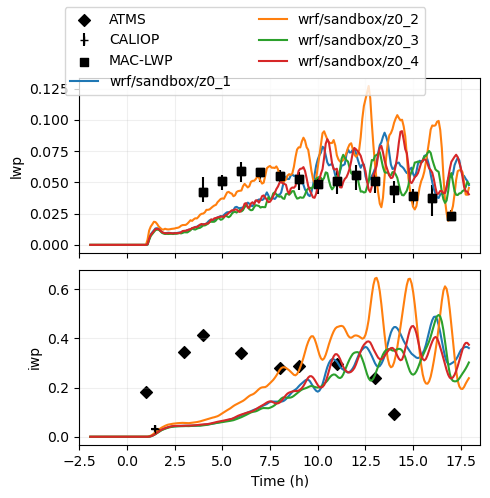 ATMS
CALIOP
MAC-LWP
wrf/sandbox/z0_1
wrf/sandbox/z0_2
wrf/sandbox/z0_3
wrf/sandbox/z0_4
0.125
0.100
0.075
0.050
0.025
0.000
lwp
0.6
0.4
0.2
0.0
iwp
−2.5 0.0 2.5 5.0 7.5 10.0 12.5 15.0 17.5
Time (h)